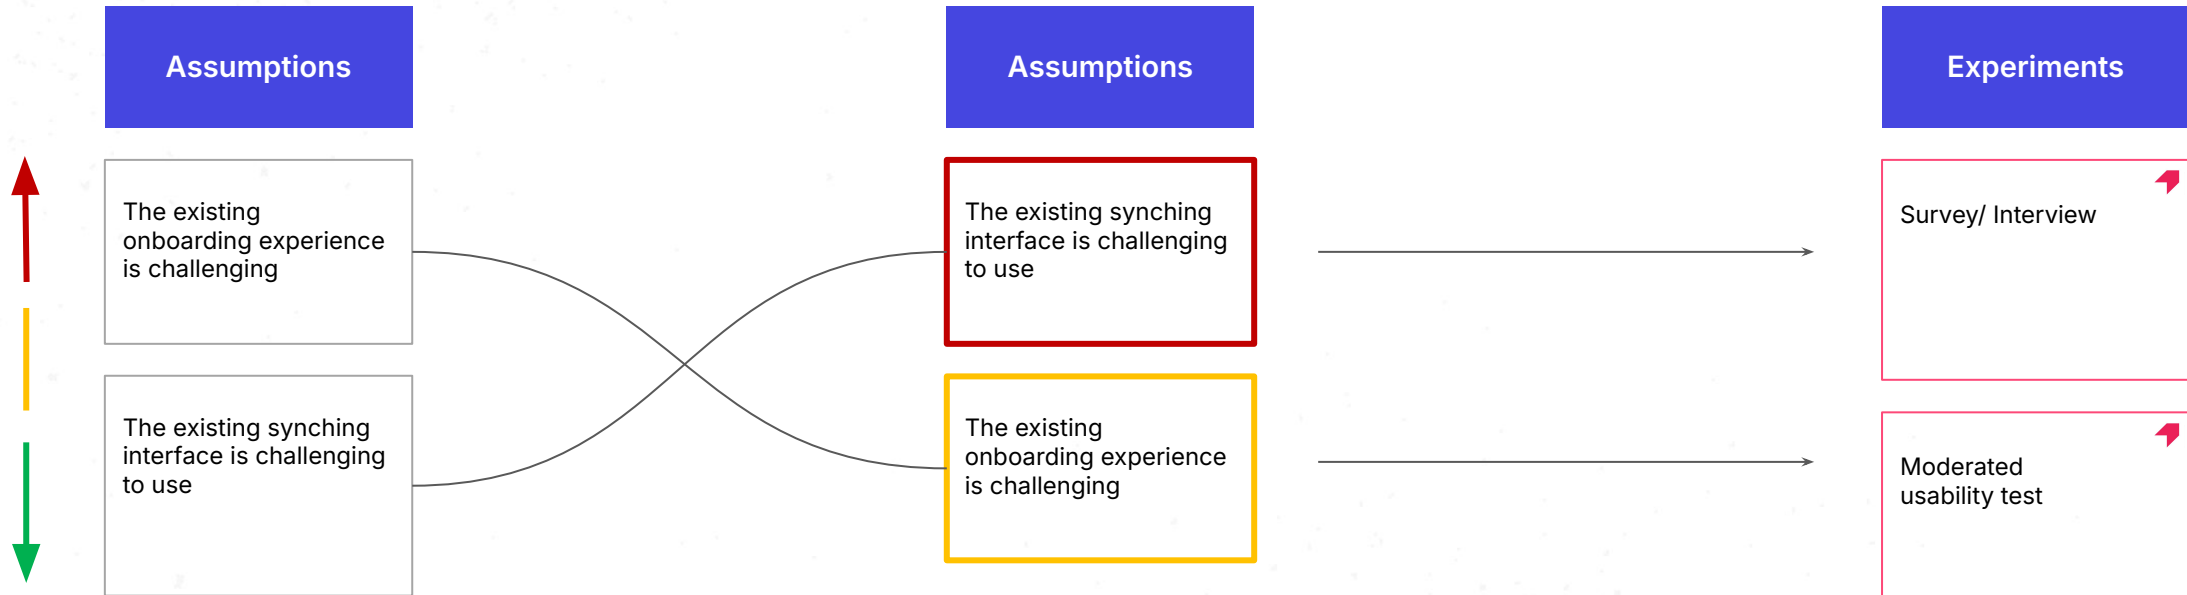 Assumptions
Assumptions
Experiments
The existing
onboarding experience
is challenging
The existing synching
interface is challenging
to use
Survey/ Interview
The existing synching
interface is challenging
to use
The existing
onboarding experience
is challenging
Moderated
usability test